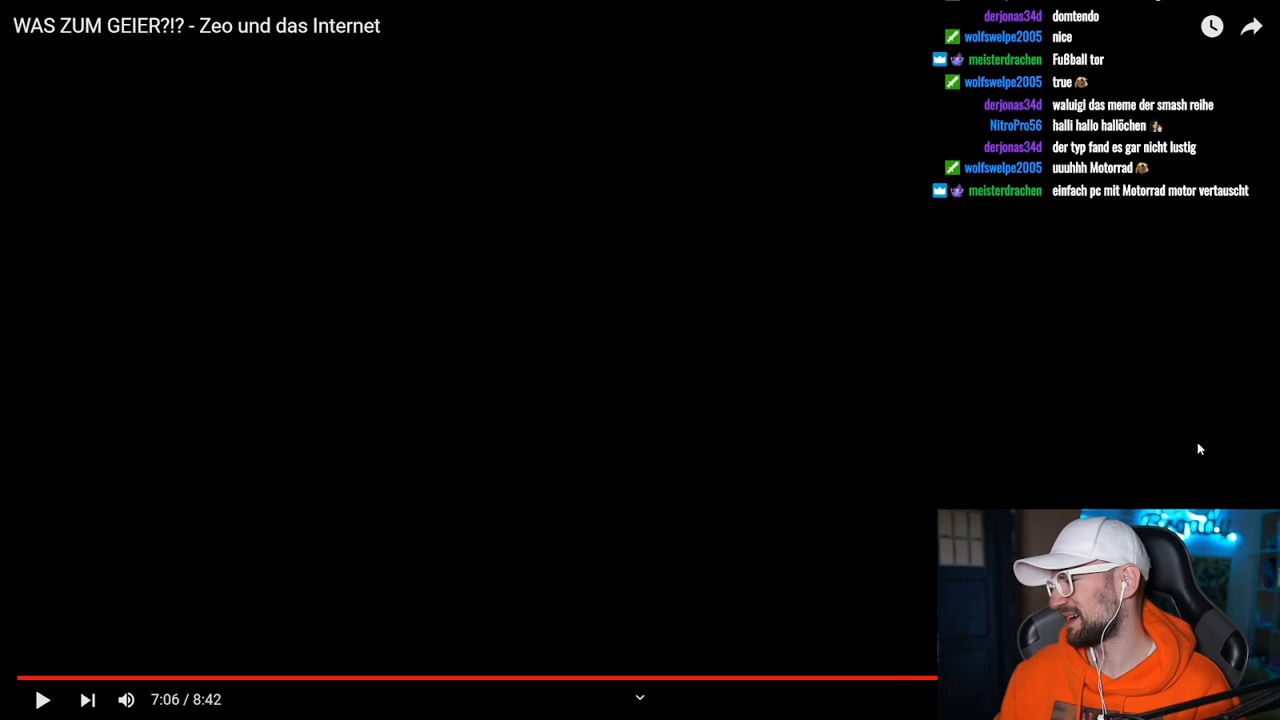 WAS ZUM GEIER?!? - Zeo und das Internet
derjonas34d domtendo
wolfswelpe2005 nice
meisterdrachen Fußball tor
wolfswelpe2005 true
derjonas34d waluigi das meme der smash reihe
NitroPro56 halli hallo hallöchen
derjonas34d der typ fand es gar nicht lustig
wolfswelpe2005 uuuhhh Motorrad
meisterdrachen einfach pc mit Motorrad motor vertauscht
7:06 / 8:42